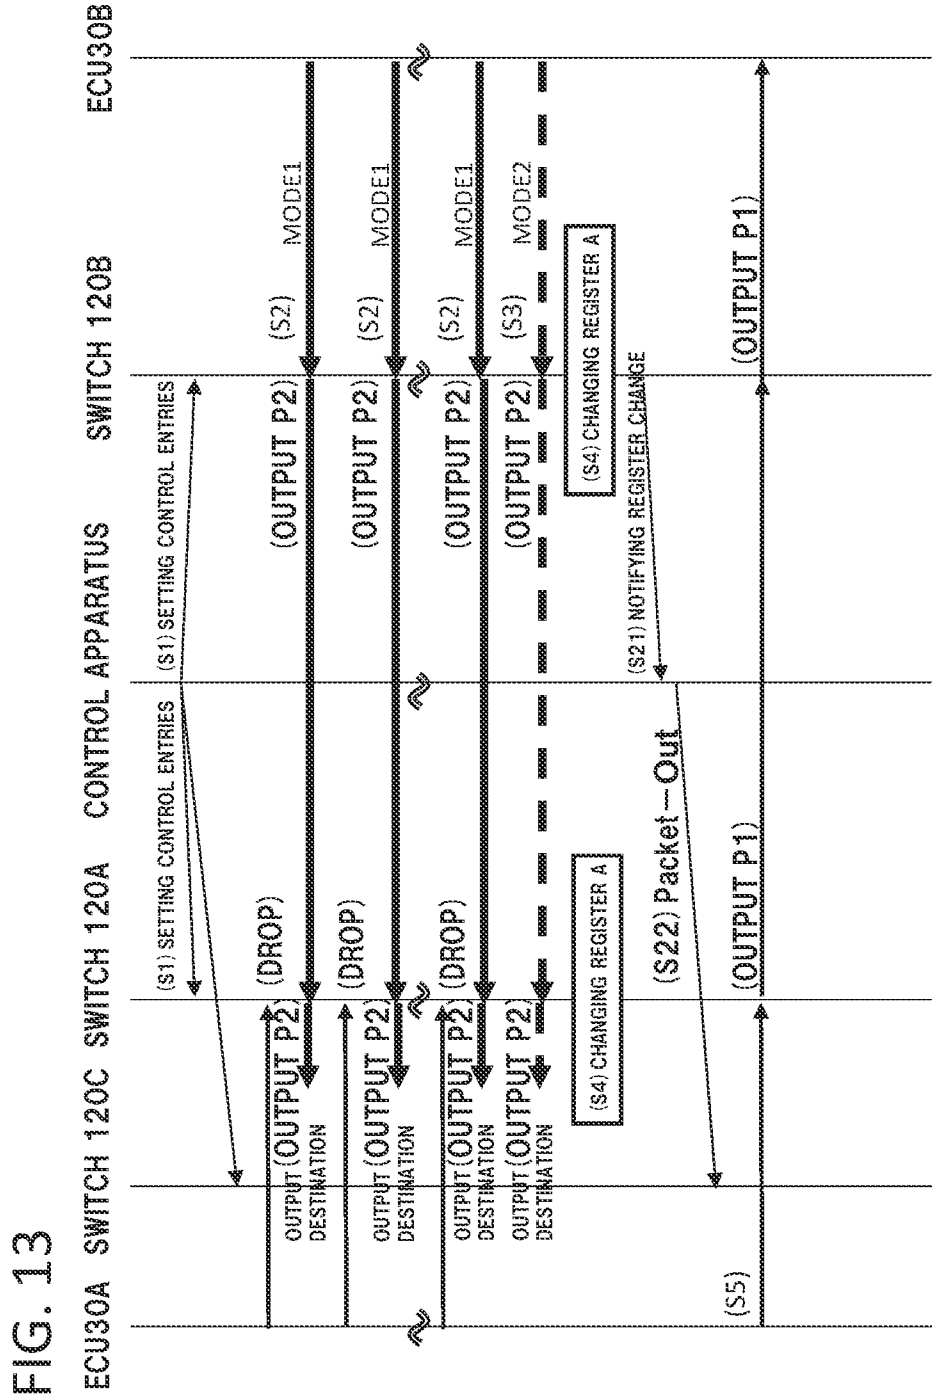 FIG. 13
ECU30A
SWITCH 120C
SWITCH 120A
CONTROL APPARATUS
SWITCH 120B
ECU30B
(S1) SETTING CONTROL ENTRIES
(S1) SETTING CONTROL ENTRIES
(DROP)
OUTPUT
DESTINATION
(OUTPUT P2)
(OUTPUT P2)
(S2)
MODE1
(DROP)
OUTPUT
DESTINATION
(OUTPUT P2)
(OUTPUT P2)
(S2)
MODE1
(DROP)
OUTPUT
DESTINATION
(OUTPUT P2)
(OUTPUT P2)
(S2)
MODE1
OUTPUT
DESTINATION
(OUTPUT P2)
(OUTPUT P2)
(S3)
MODE2
(S4) CHANGING REGISTER A
(S4) CHANGING REGISTER A
(S21) NOTIFYING REGISTER CHANGE
(S22) Packet-Out
(S5)
(OUTPUT P1)
(OUTPUT P1)